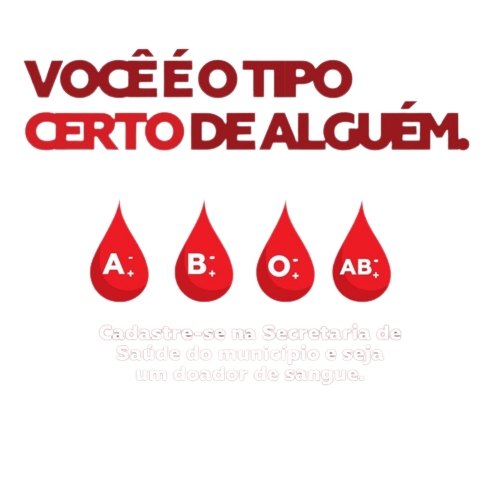 VOCÊ É O TIPO
CERTO DE ALGUÉM.
A - +
B - +
O - +
AB - +
Cadastre-se na Secretaria de
Saúde do município e seja
um doador de sangue.